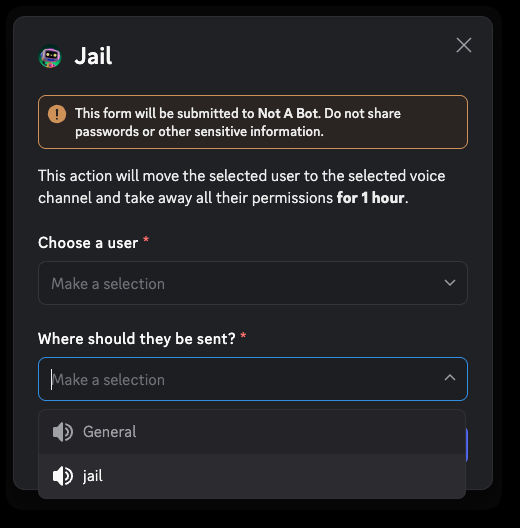 Jail
This form will be submitted to Not A Bot. Do not share
passwords or other sensitive information.
This action will move the selected user to the selected voice
channel and take away all their permissions for 1 hour.
Choose a user *
Make a selection
Where should they be sent? *
Make a selection
General
jail